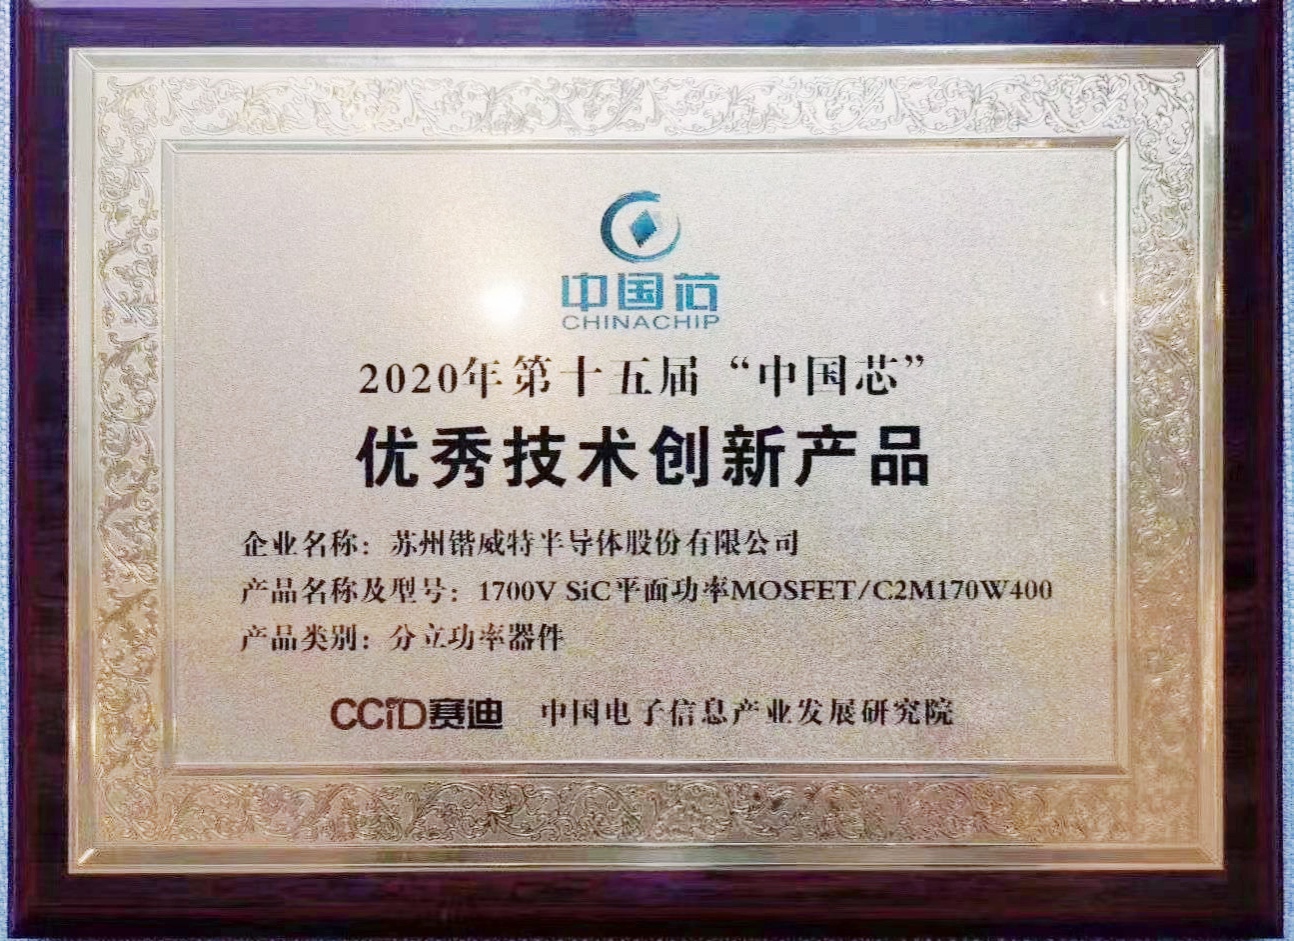 中国芯
CHINACHIP
2020年第十五届“中国芯”
优秀技术创新产品
企业名称：苏州锴威特半导体股份有限公司
产品名称及型号：1700V SiC平面功率MOSFET/C2M170W400
产品类别：分立功率器件
CCID赛迪 中国电子信息产业发展研究院